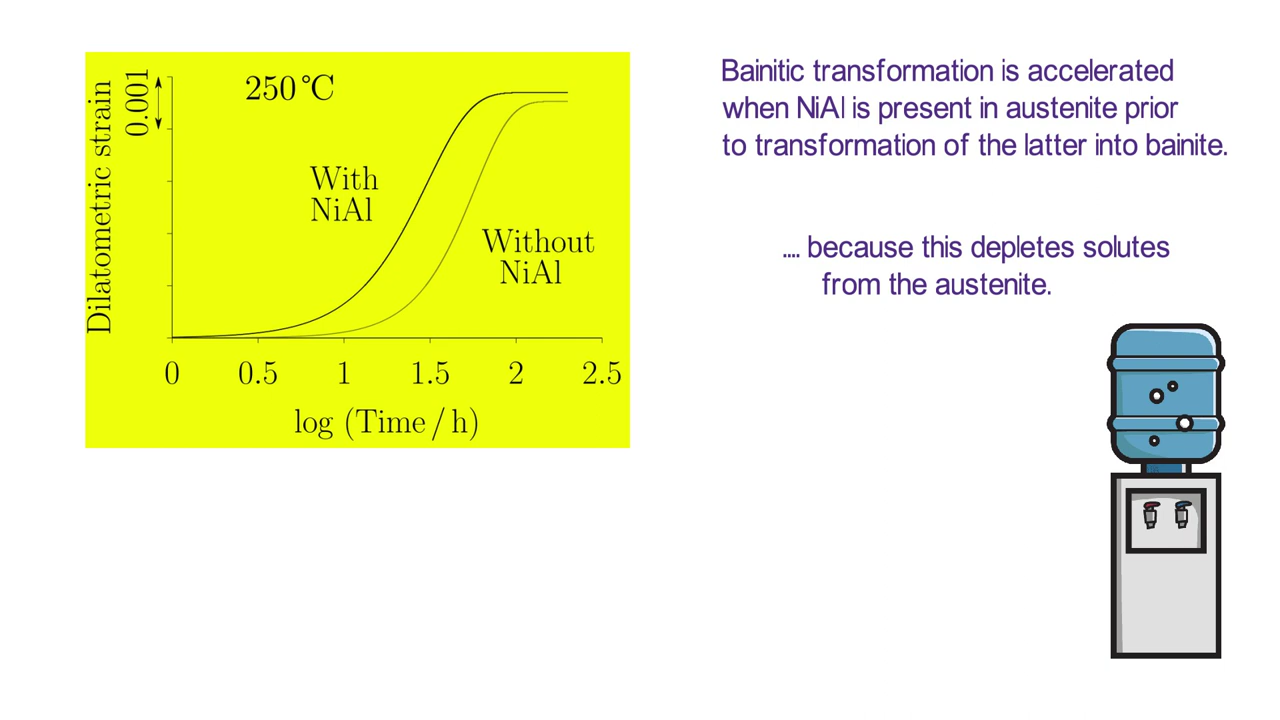 0.001
Dilatometric strain
250 °C
With
NiAl
Without
NiAl
0 0.5 1 1.5 2 2.5
log (Time / h)
Bainitic transformation is accelerated
when NiAl is present in austenite prior
to transformation of the latter into bainite.
.... because this depletes solutes
from the austenite.